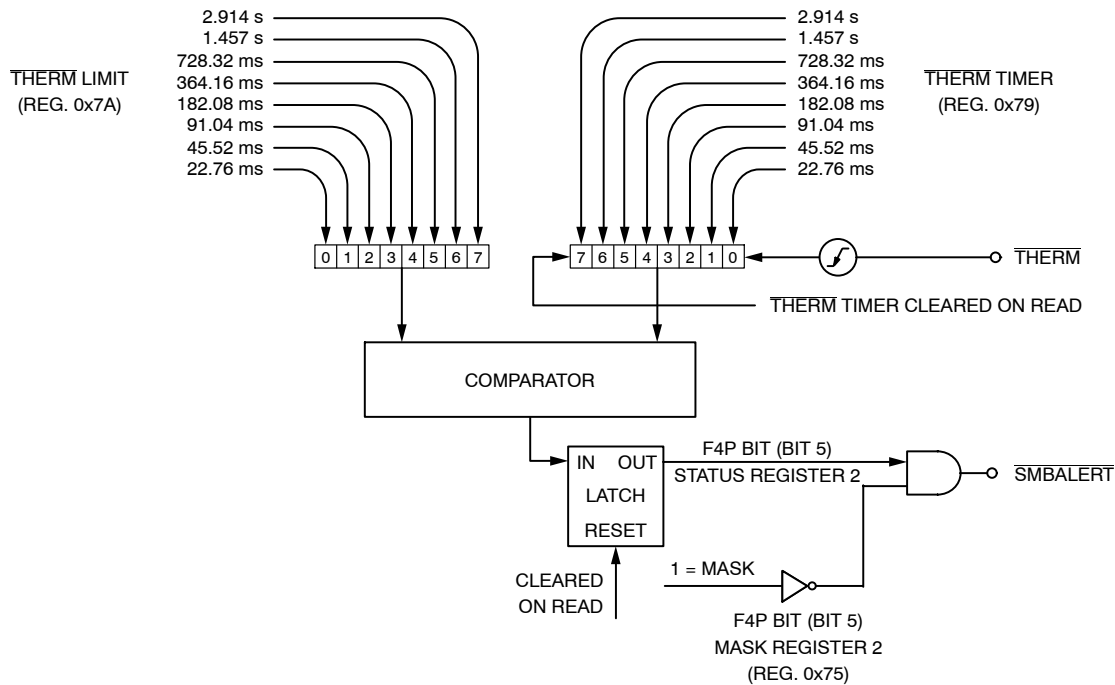 2.914 s
1.457 s
728.32 ms
364.16 ms
182.08 ms
91.04 ms
45.52 ms
22.76 ms
THERM LIMIT
(REG. 0x7A)
2.914 s
1.457 s
728.32 ms
364.16 ms
182.08 ms
91.04 ms
45.52 ms
22.76 ms
THERM TIMER
(REG. 0x79)
0 1 2 3 4 5 6 7
7 6 5 4 3 2 1 0
THERM
THERM TIMER CLEARED ON READ
COMPARATOR
IN OUT
LATCH
RESET
F4P BIT (BIT 5)
STATUS REGISTER 2
SMBALERT
CLEARED
ON READ
1 = MASK
F4P BIT (BIT 5)
MASK REGISTER 2
(REG. 0x75)